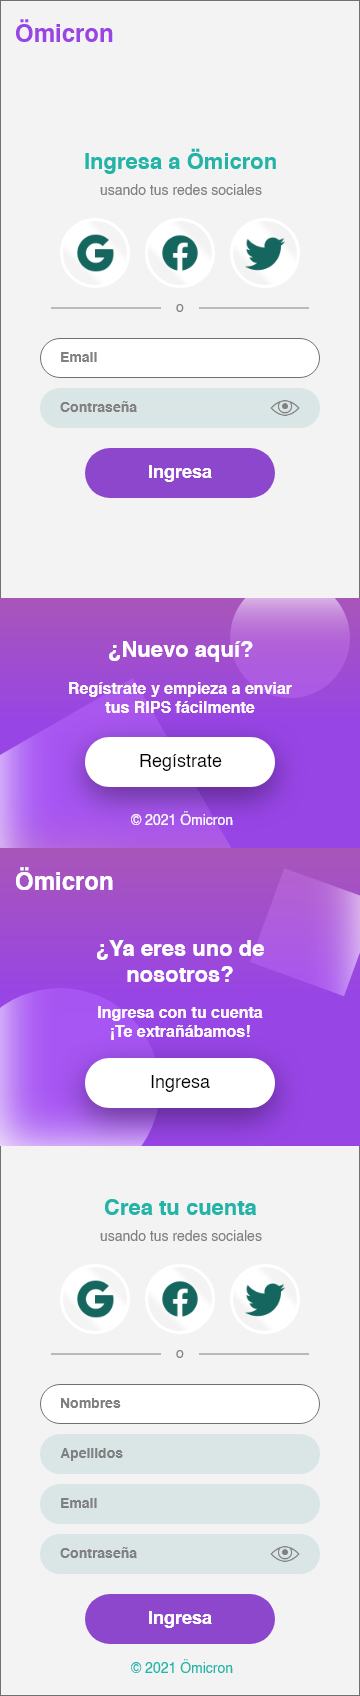 Ömicron
Ingresa a Ömicron
usando tus redes sociales
o
Email
Contraseña
Ingresa
¿Nuevo aquí?
Regístrate y empieza a enviar
tus RIPS fácilmente
Regístrate
© 2021 Ömicron
Ömicron
¿Ya eres uno de
nosotros?
Ingresa con tu cuenta
¡Te extrañábamos!
Ingresa
Crea tu cuenta
usando tus redes sociales
o
Nombres
Apellidos
Email
Contraseña
Ingresa
© 2021 Ömicron